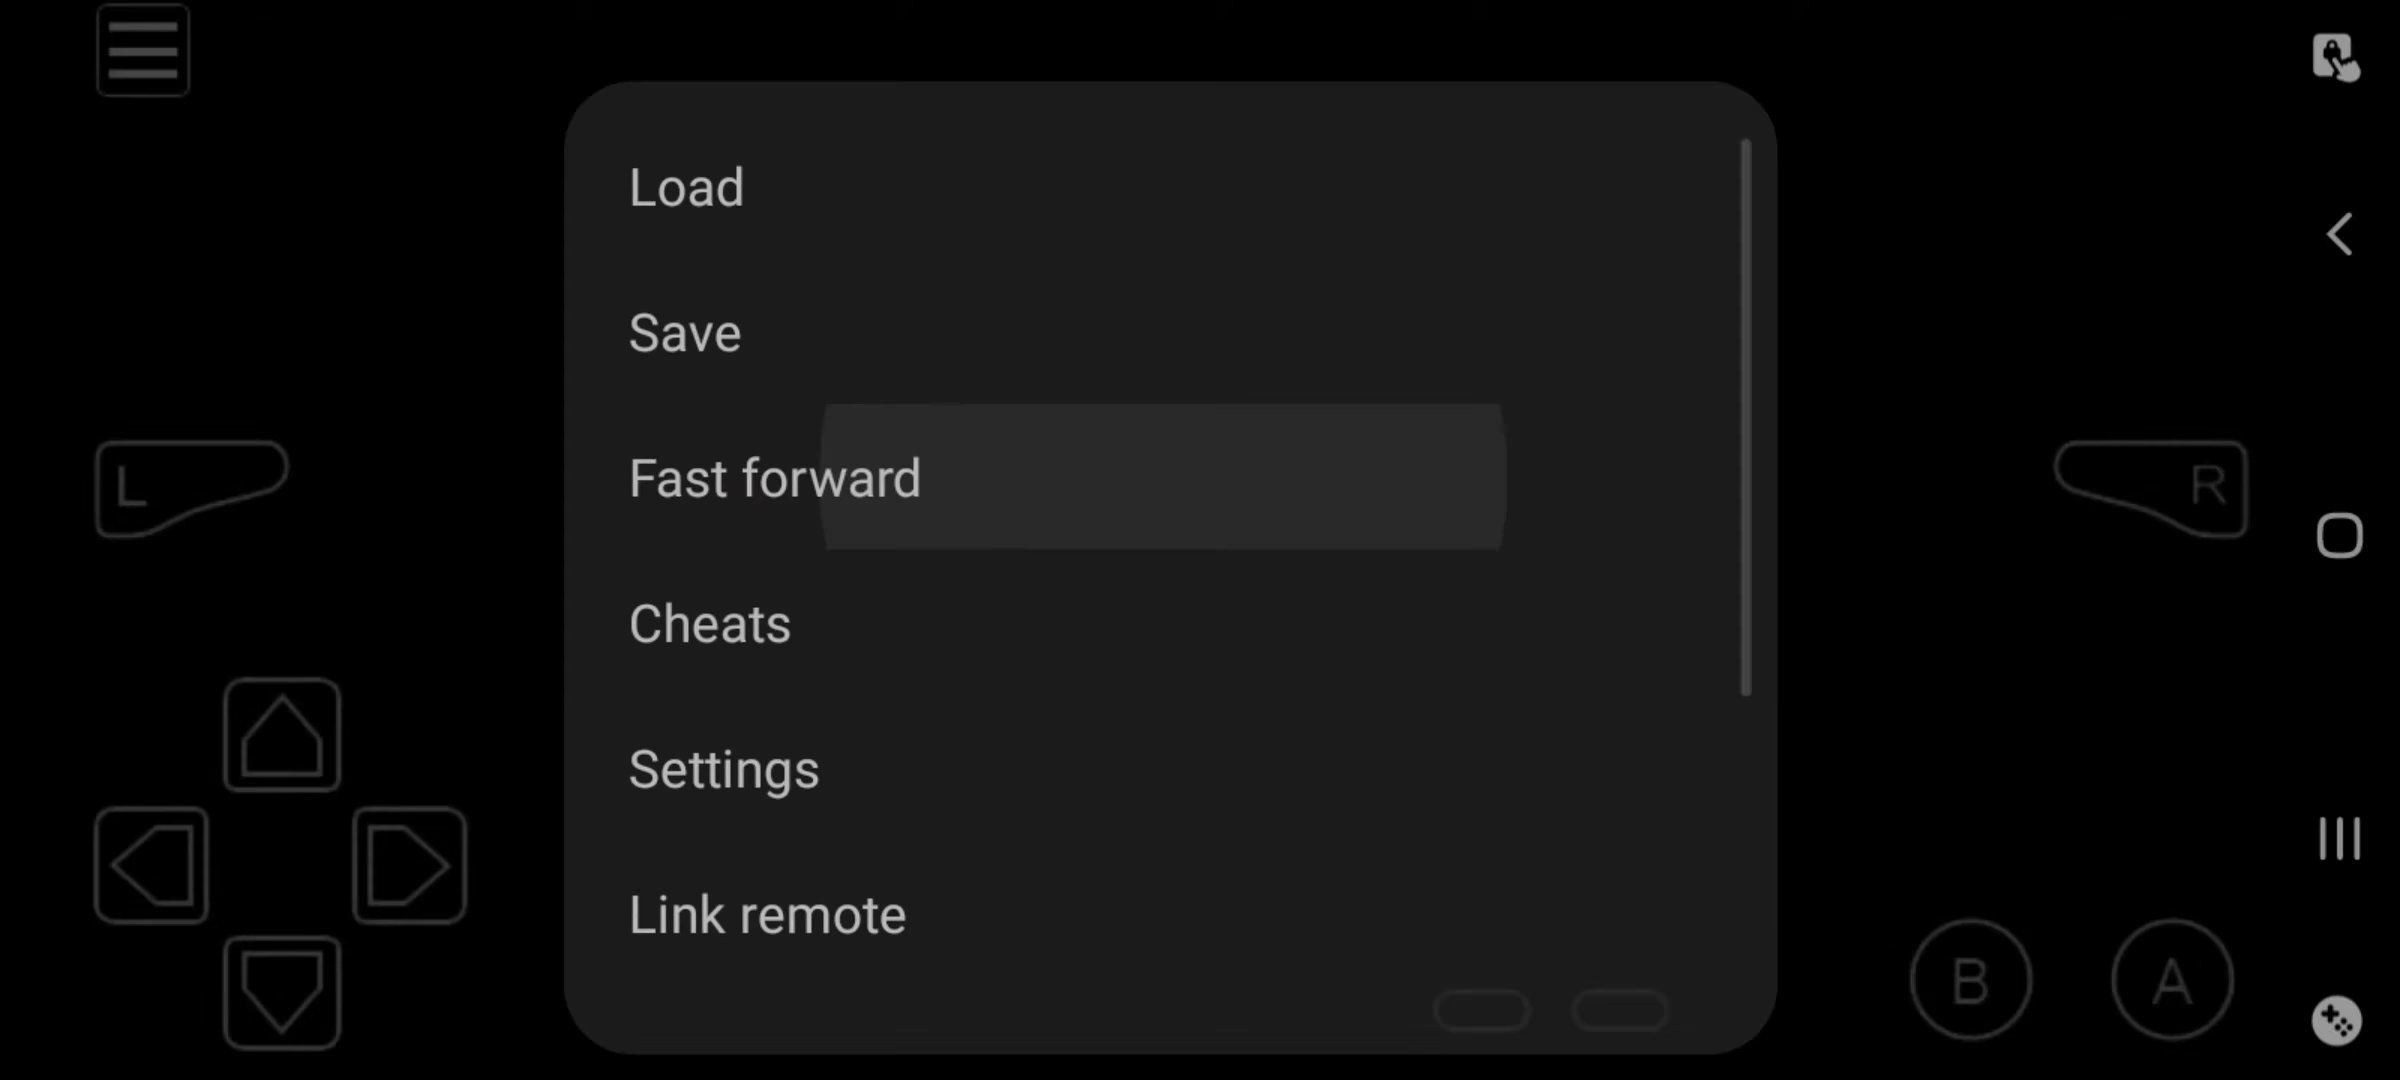 Load
Save
L
Fast forward
R
Cheats
Settings
Link remote
B
A